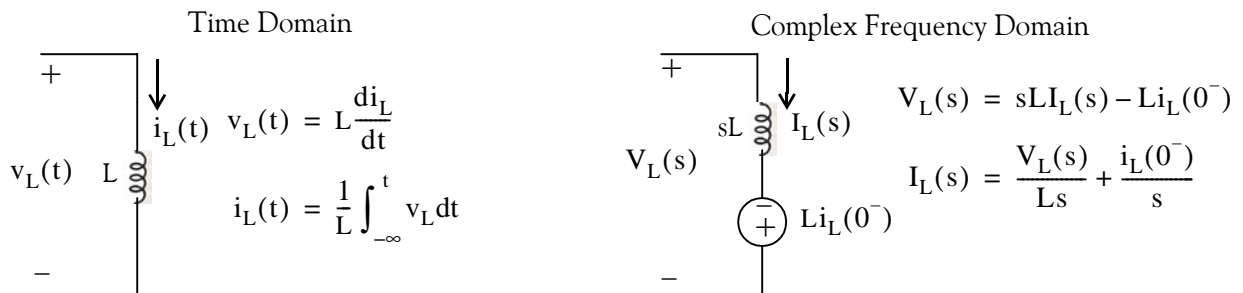 Time Domain
+
i_L(t)
v_L(t) = L di_L/dt
v_L(t)
L
i_L(t) = 1/L ∫_{−∞}^{t} v_L dt
−
Complex Frequency Domain
+
sL
I_L(s)
V_L(s) = sLI_L(s) − Li_L(0⁻)
V_L(s)
I_L(s) = V_L(s)/Ls + i_L(0⁻)/s
−
+
Li_L(0⁻)
−